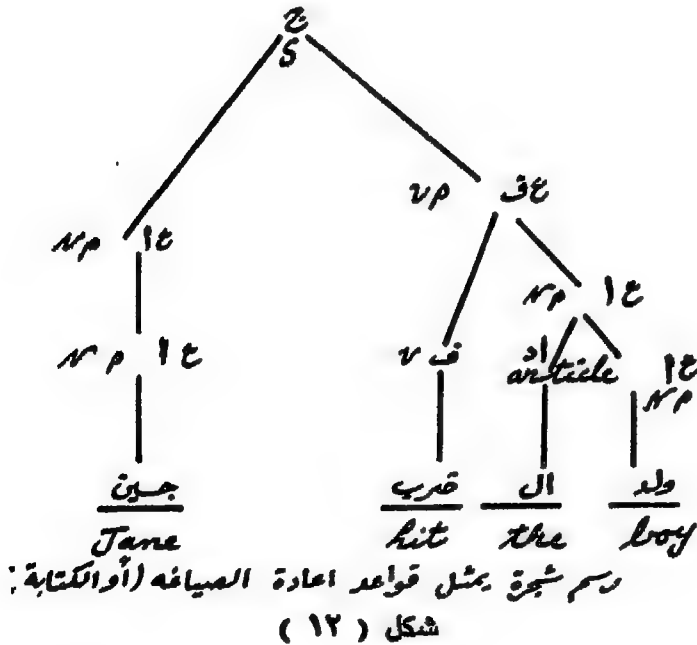 ج
S
VP ع ف
NP ع ا
NP ع ا
NP ع ا
V ف
اد
article
ع ا
NP
جين ضرب ال ولد
Jane hit the boy
رسم شجرة يمثل قواعد اعادة الصياغه (أو الكتابة:
شكل ( ١٢ )